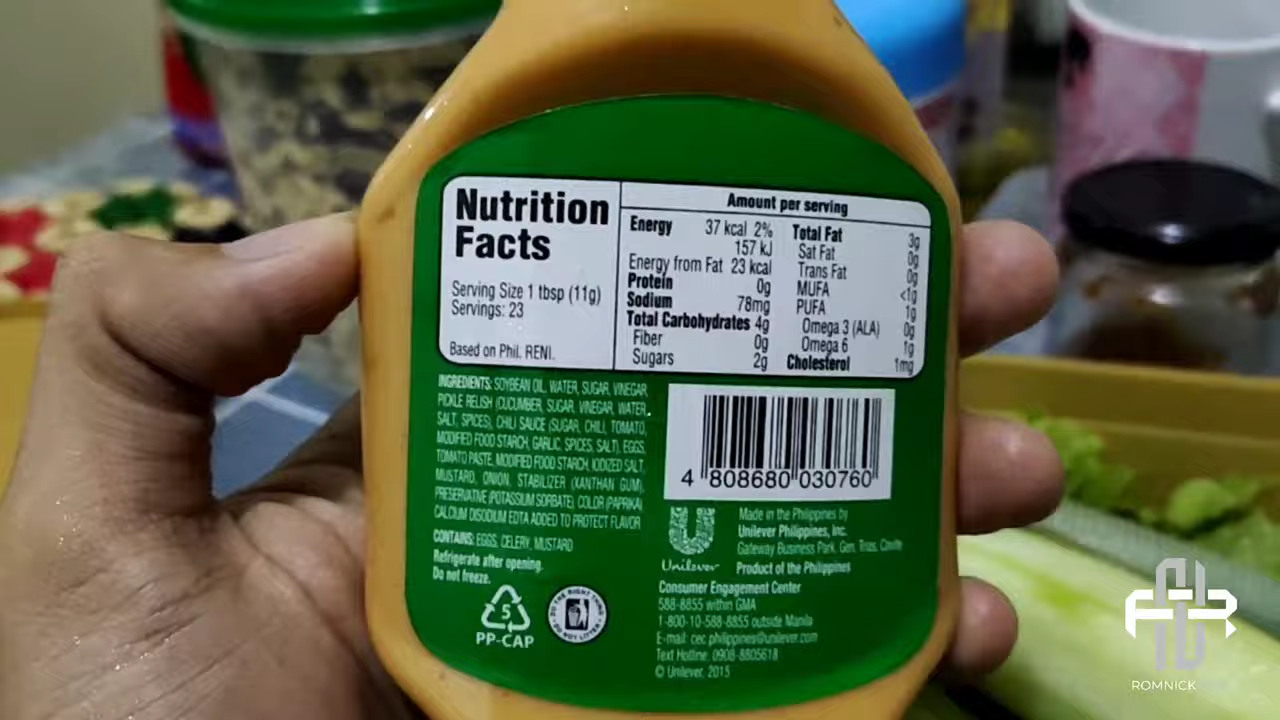 Nutrition
Facts
Serving Size 1 tbsp (11g)
Servings: 23
Based on Phil. RENI.
Amount per serving
Energy 37 kcal 2%
157 kJ
Energy from Fat 23 kcal
Protein 0g
Sodium 78mg
Total Carbohydrates 4g
Fiber 0g
Sugars 2g
Total Fat 3g
Sat Fat 0g
Trans Fat 0g
MUFA <1g
PUFA 1g
Omega 3 (ALA) 0g
Omega 6 1g
Cholesterol 1mg
INGREDIENTS: SOYBEAN OIL, WATER, SUGAR, VINEGAR,
PICKLE RELISH (CUCUMBER, SUGAR, VINEGAR, WATER,
SALT, SPICES), CHILI SAUCE (SUGAR, CHILI, TOMATO,
MODIFIED FOOD STARCH, GARLIC, SPICES, SALT), EGGS,
TOMATO PASTE, MODIFIED FOOD STARCH, IODIZED SALT,
MUSTARD, ONION, STABILIZER (XANTHAN GUM),
PRESERVATIVE (POTASSIUM SORBATE), COLOR (PAPRIKA)
CALCIUM DISODIUM EDTA ADDED TO PROTECT FLAVOR
CONTAINS: EGGS, CELERY, MUSTARD
Refrigerate after opening.
Do not freeze.
5
PP-CAP
DO THE RIGHT THING
DO NOT LITTER
4 808680 030760
Unilever
Made in the Philippines by
Unilever Philippines, Inc.
Gateway Business Park, Gen. Trias, Cavite
Product of the Philippines
Consumer Engagement Center
588-8855 within GMA
1-800-10-588-8855 outside Manila
E-mail: cec.philippines@unilever.com
Text Hotline: 0908-8805618
© Unilever, 2015
ROMNICK